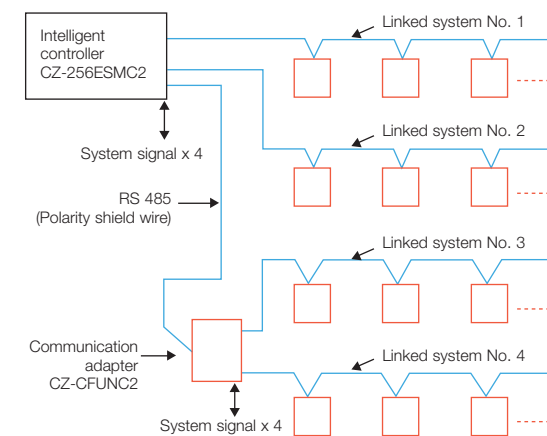 Intelligent
controller
CZ-256ESMC2
Linked system No. 1
System signal x 4
Linked system No. 2
RS 485
(Polarity shield wire)
Linked system No. 3
Communication
adapter
CZ-CFUNC2
Linked system No. 4
System signal x 4